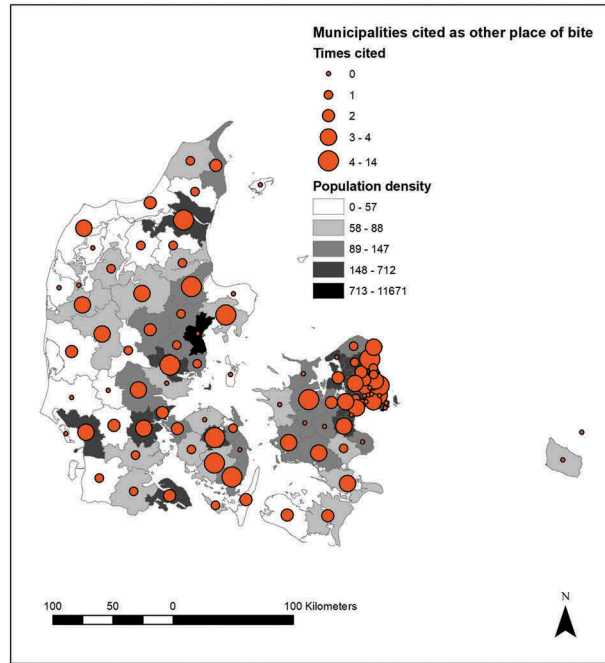 Municipalities cited as other place of bite
Times cited
0
1
2
3 - 4
4 - 14
Population density
0 - 57
58 - 88
89 - 147
148 - 712
713 - 11671
100 50 0 100 Kilometers
N